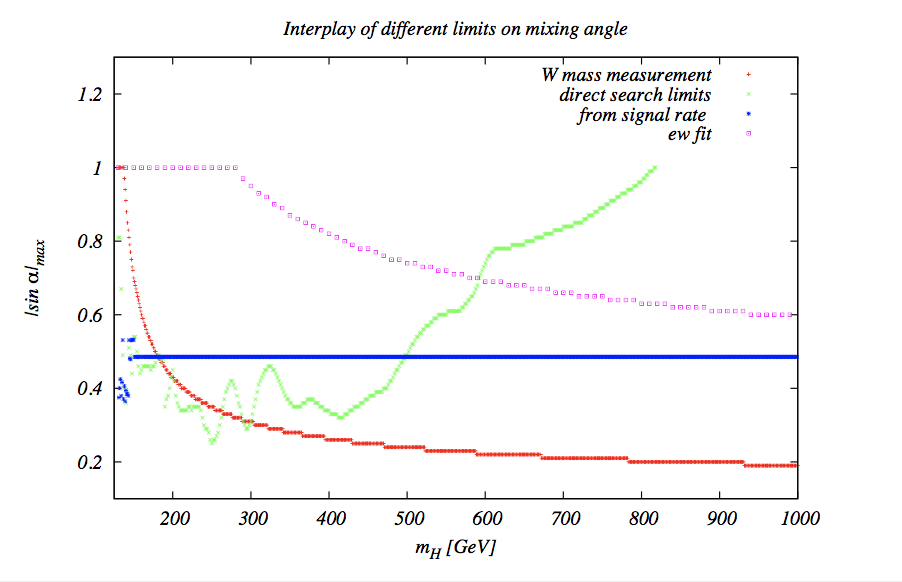 Interplay of different limits on mixing angle
W mass measurement
direct search limits
from signal rate
ew fit
1.2
1
0.8
0.6
0.4
0.2
|sin α|max
200 300 400 500 600 700 800 900 1000
mH [GeV]